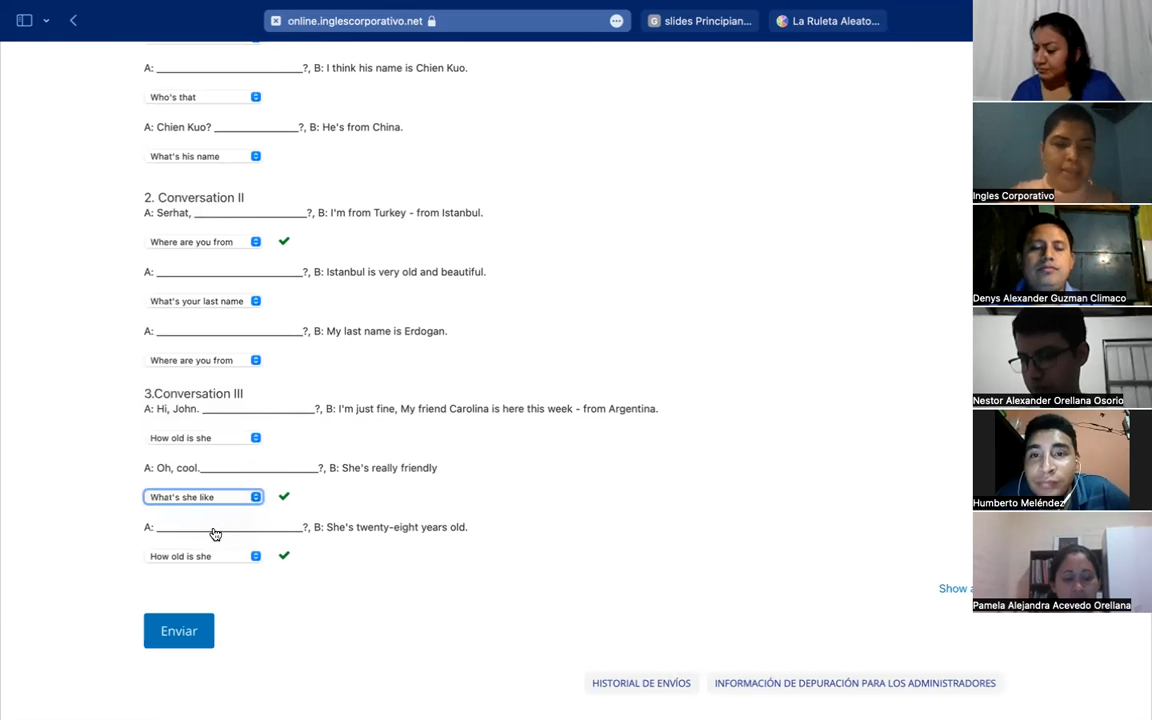 online.inglescorporativo.net
slides Principian...
La Ruleta Aleato...
A: ______________________?, B: I think his name is Chien Kuo.
Who's that
A: Chien Kuo? _____________?, B: He's from China.
What's his name
2. Conversation II
A: Serhat, _________________?, B: I'm from Turkey - from Istanbul.
Where are you from
A: ______________________?, B: Istanbul is very old and beautiful.
What's your last name
A: ______________________?, B: My last name is Erdogan.
Where are you from
3.Conversation III
A: Hi, John. _________________?, B: I'm just fine, My friend Carolina is here this week - from Argentina.
How old is she
A: Oh, cool.__________________?, B: She's really friendly
What's she like
A: ______________________?, B: She's twenty-eight years old.
How old is she
Show
Enviar
HISTORIAL DE ENVÍOS
INFORMACIÓN DE DEPURACIÓN PARA LOS ADMINISTRADORES
Ingles Corporativo
Denys Alexander Guzman Climaco
Nestor Alexander Orellana Osorio
Humberto Meléndez
Pamela Alejandra Acevedo Orellana